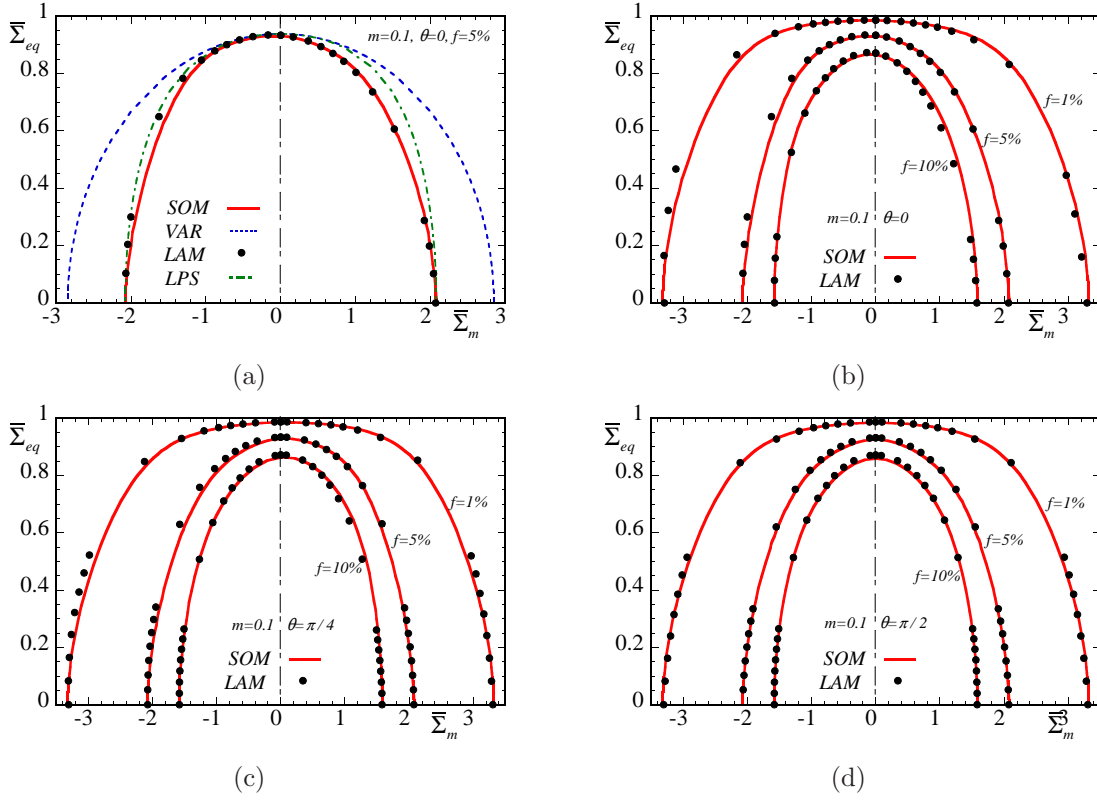 Σ̅eq
m=0.1, θ=0, f=5%
1
0.8
0.6
0.4
0.2
0
SOM
VAR
LAM
LPS
-3 -2 -1 0 1 2 3
Σ̅m
(a)
Σ̅eq
1
0.8
0.6
0.4
0.2
0
f=1%
f=5%
f=10%
m=0.1 θ=0
SOM
LAM
-3 -2 -1 0 1 2 3
Σ̅m
(b)
Σ̅eq
1
0.8
0.6
0.4
0.2
0
f=1%
f=5%
f=10%
m=0.1 θ=π/4
SOM
LAM
-3 -2 -1 0 1 2 3
Σ̅m
(c)
Σ̅eq
1
0.8
0.6
0.4
0.2
0
f=1%
f=5%
f=10%
m=0.1 θ=π/2
SOM
LAM
-3 -2 -1 0 1 2 3
Σ̅m
(d)